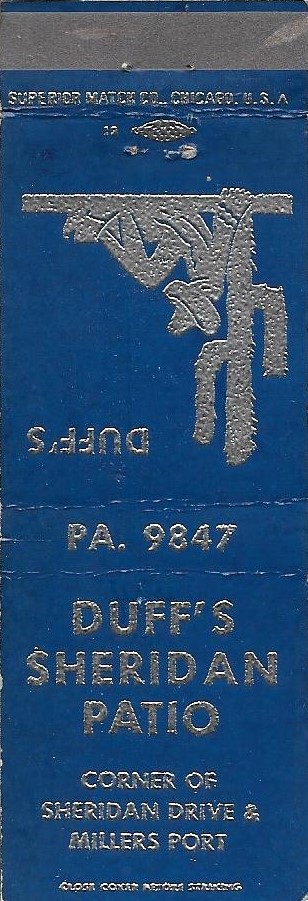 SUPERIOR MATCH CO., CHICAGO, U.S.A
DUFF'S
PA. 9847
DUFF'S
SHERIDAN
PATIO
CORNER OF
SHERIDAN DRIVE &
MILLERS PORT
CLOSE COVER BEFORE STRIKING